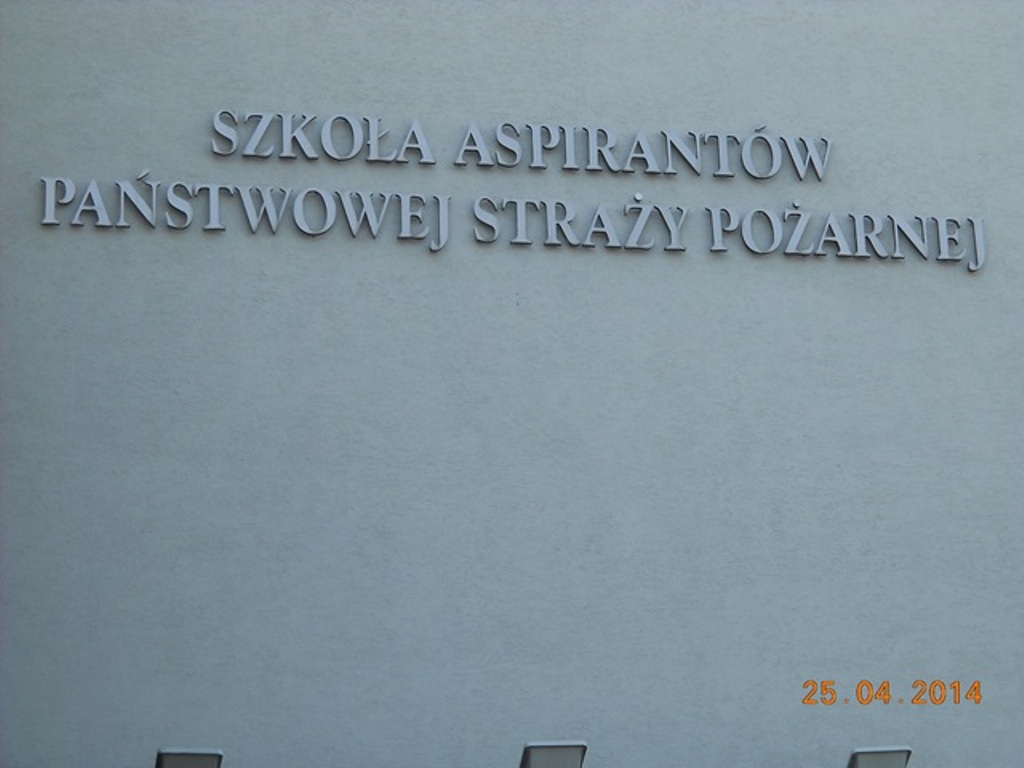 SZKOŁA ASPIRANTÓW
PAŃSTWOWEJ STRAŻY POŻARNEJ
25.04.2014